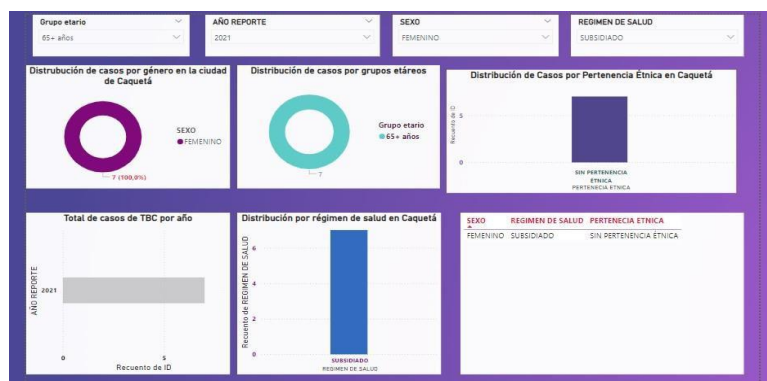 Grupo etario
65+ años
AÑO REPORTE
2021
SEXO
FEMENINO
REGIMEN DE SALUD
SUBSIDIADO
Distrubución de casos por género en la ciudad
de Caquetá
SEXO
FEMENINO
7 (100,0%)
Distribución de casos por grupos etáreos
Grupo etario
65+ años
7
Distribución de Casos por Pertenencia Étnica en Caquetá
Recuento de ID
5
0
SIN PERTENENCIA
ÉTNICA
PERTENECIA ETNICA
Total de casos de TBC por año
AÑO REPORTE
2021
0
5
Recuento de ID
Distribución por régimen de salud en Caquetá
Recuento de REGIMEN DE SALUD
6
4
2
0
SUBSIDIADO
REGIMEN DE SALUD
SEXO REGIMEN DE SALUD PERTENECIA ETNICA
FEMENINO SUBSIDIADO SIN PERTENENCIA ÉTNICA